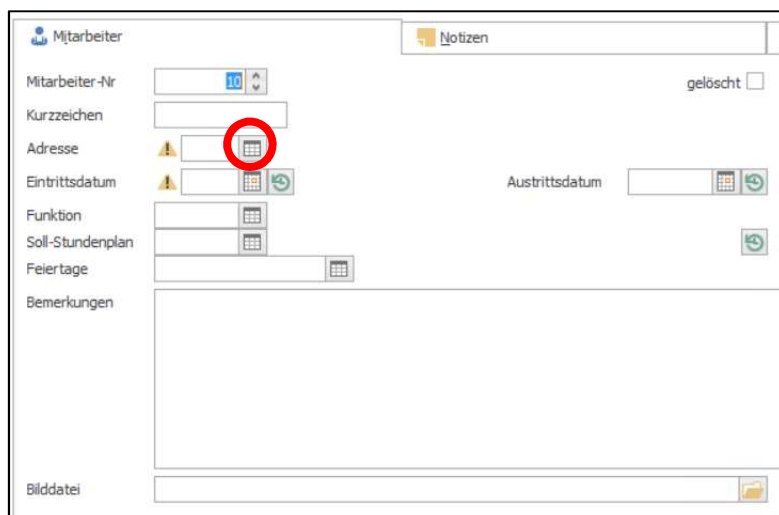 Mitarbeiter Notizen
Mitarbeiter-Nr 10 gelöscht
Kurzzeichen
Adresse
Eintrittsdatum Austrittsdatum
Funktion
Soll-Stundenplan
Feiertage
Bemerkungen
Bilddatei